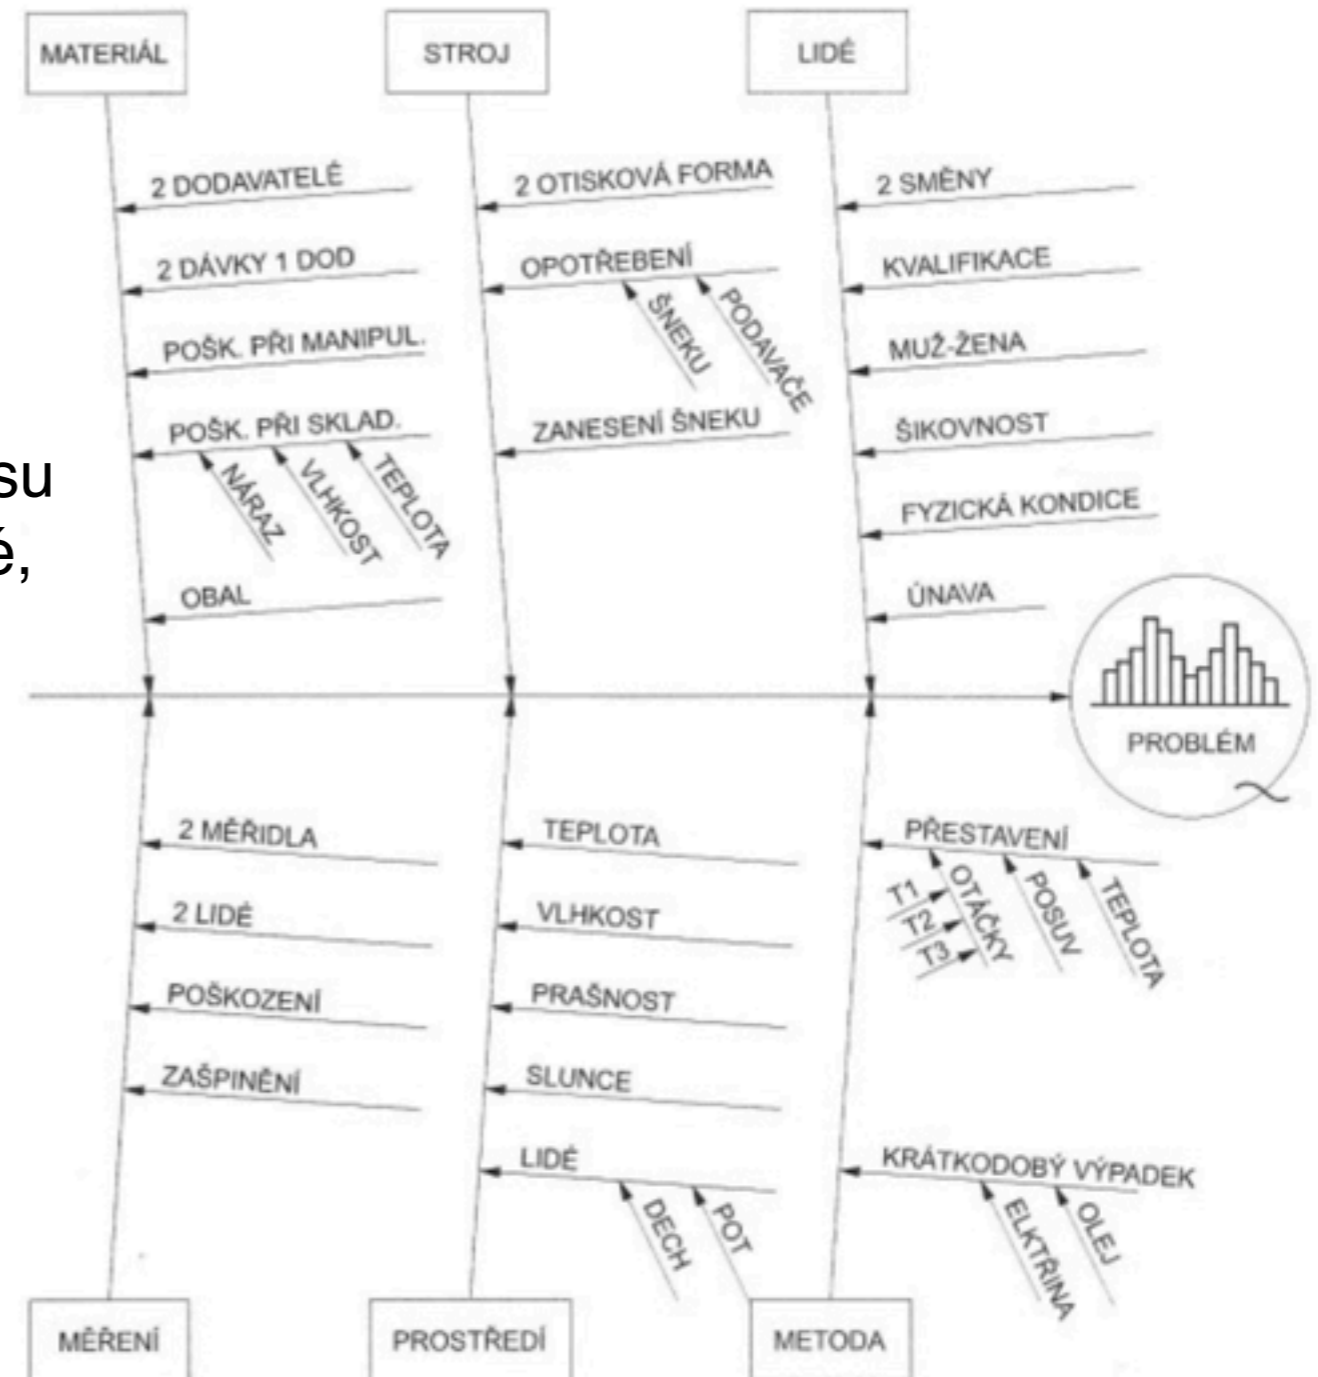 MATERIÁL
STROJ
LIDÉ
2 DODAVATELÉ
2 DÁVKY 1 DOD
POŠK. PŘI MANIPUL.
POŠK. PŘI SKLAD.
NÁRAZ
VLHKOST
TEPLOTA
OBAL
2 OTISKOVÁ FORMA
OPOTŘEBENÍ
ŠNEKU
PODAVAČE
ZANESENÍ ŠNEKU
2 SMĚNY
KVALIFIKACE
MUŽ-ŽENA
ŠIKOVNOST
FYZICKÁ KONDICE
ÚNAVA
su
é,
PROBLÉM
2 MĚŘIDLA
2 LIDÉ
POŠKOZENÍ
ZAŠPINĚNÍ
TEPLOTA
VLHKOST
PRAŠNOST
SLUNCE
LIDÉ
DECH
POT
PŘESTAVENÍ
T1
T2
T3
OTÁČKY
POSUV
TEPLOTA
KRÁTKODOBÝ VÝPADEK
ELKTŘINA
OLEJ
MĚŘENÍ
PROSTŘEDÍ
METODA